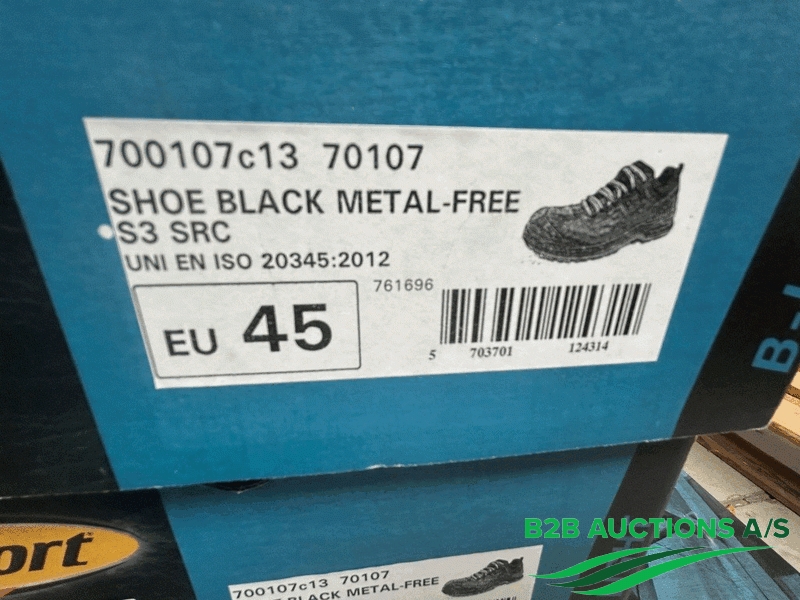 700107c13 70107
SHOE BLACK METAL-FREE
S3 SRC
UNI EN ISO 20345:2012
761696
EU 45
5 703701 124314
B2B AUCTIONS A/S
ort
700107c13 70107
BLACK METAL-FREE